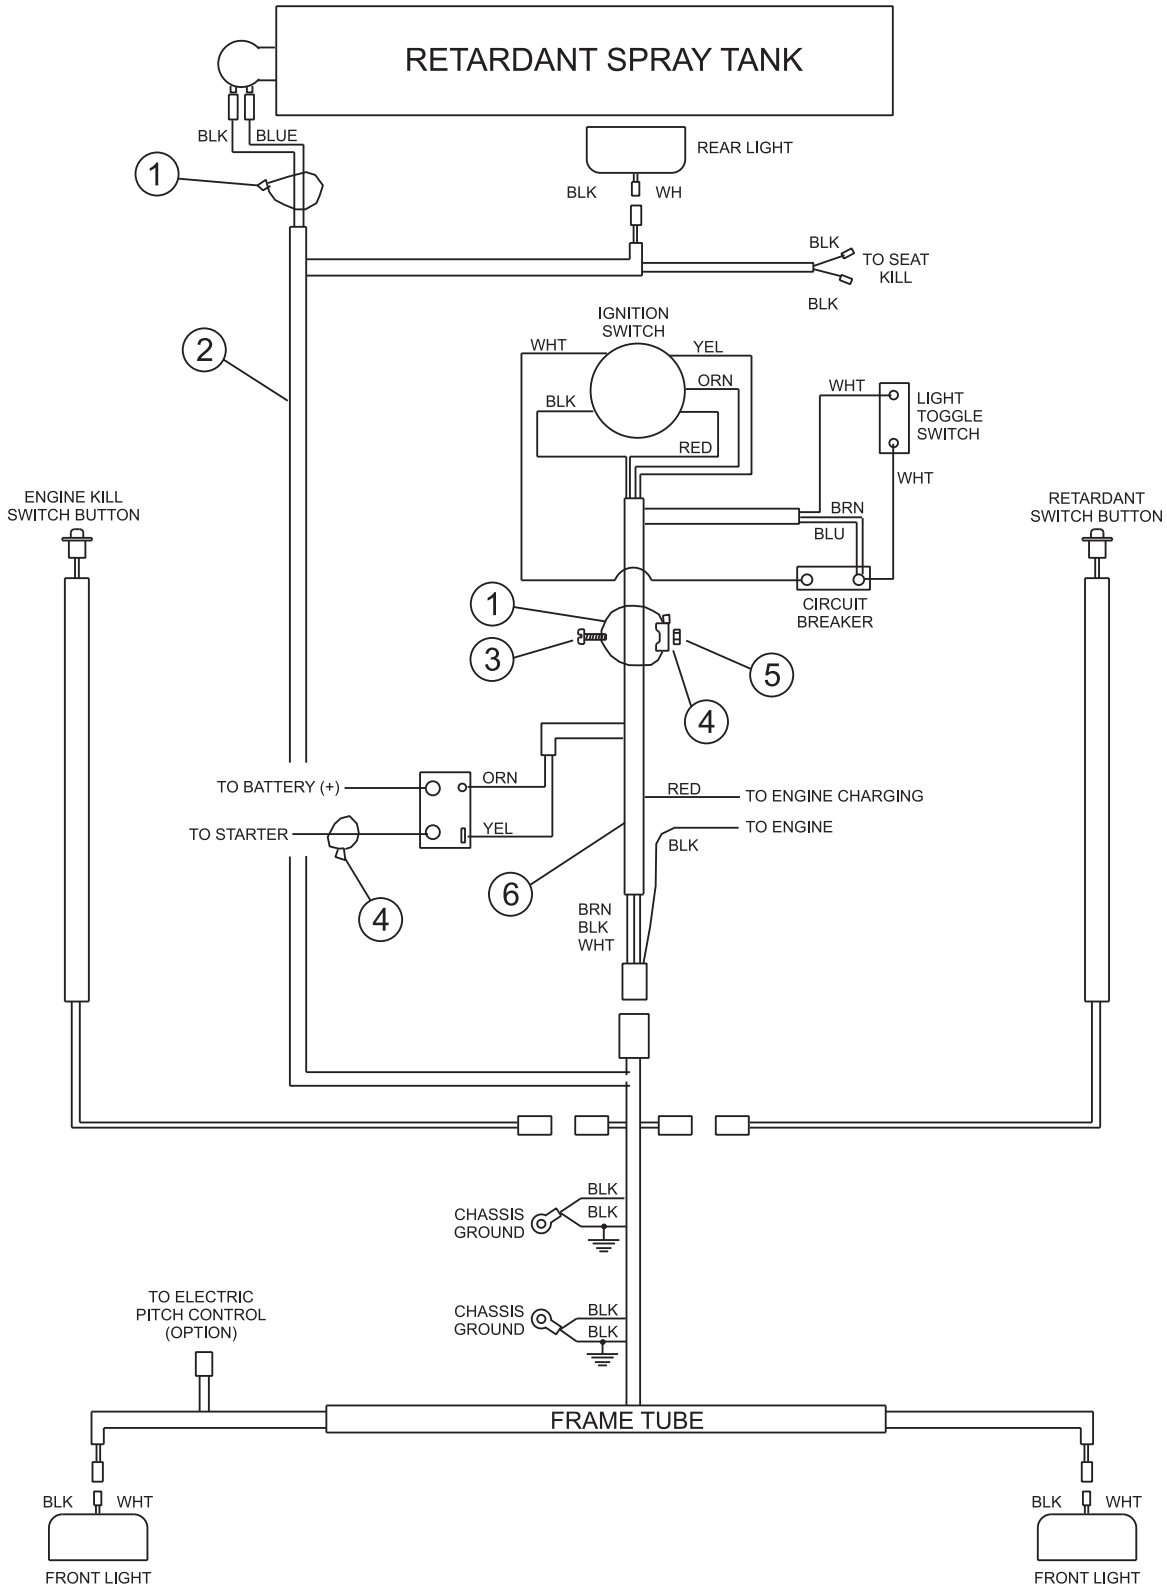 RETARDANT SPRAY TANK
BLK
BLUE
1
REAR LIGHT
BLK
WH
BLK
TO SEAT
KILL
BLK
2
IGNITION
SWITCH
WHT
YEL
ORN
BLK
RED
WHT
LIGHT
TOGGLE
SWITCH
WHT
ENGINE KILL
SWITCH BUTTON
RETARDANT
SWITCH BUTTON
BRN
BLU
CIRCUIT
BREAKER
1
3
5
4
TO BATTERY (+)
ORN
TO STARTER
YEL
RED
TO ENGINE CHARGING
TO ENGINE
BLK
4
6
BRN
BLK
WHT
BLK
CHASSIS
GROUND
BLK
CHASSIS
GROUND
BLK
BLK
TO ELECTRIC
PITCH CONTROL
(OPTION)
FRAME TUBE
BLK
WHT
FRONT LIGHT
BLK
WHT
FRONT LIGHT